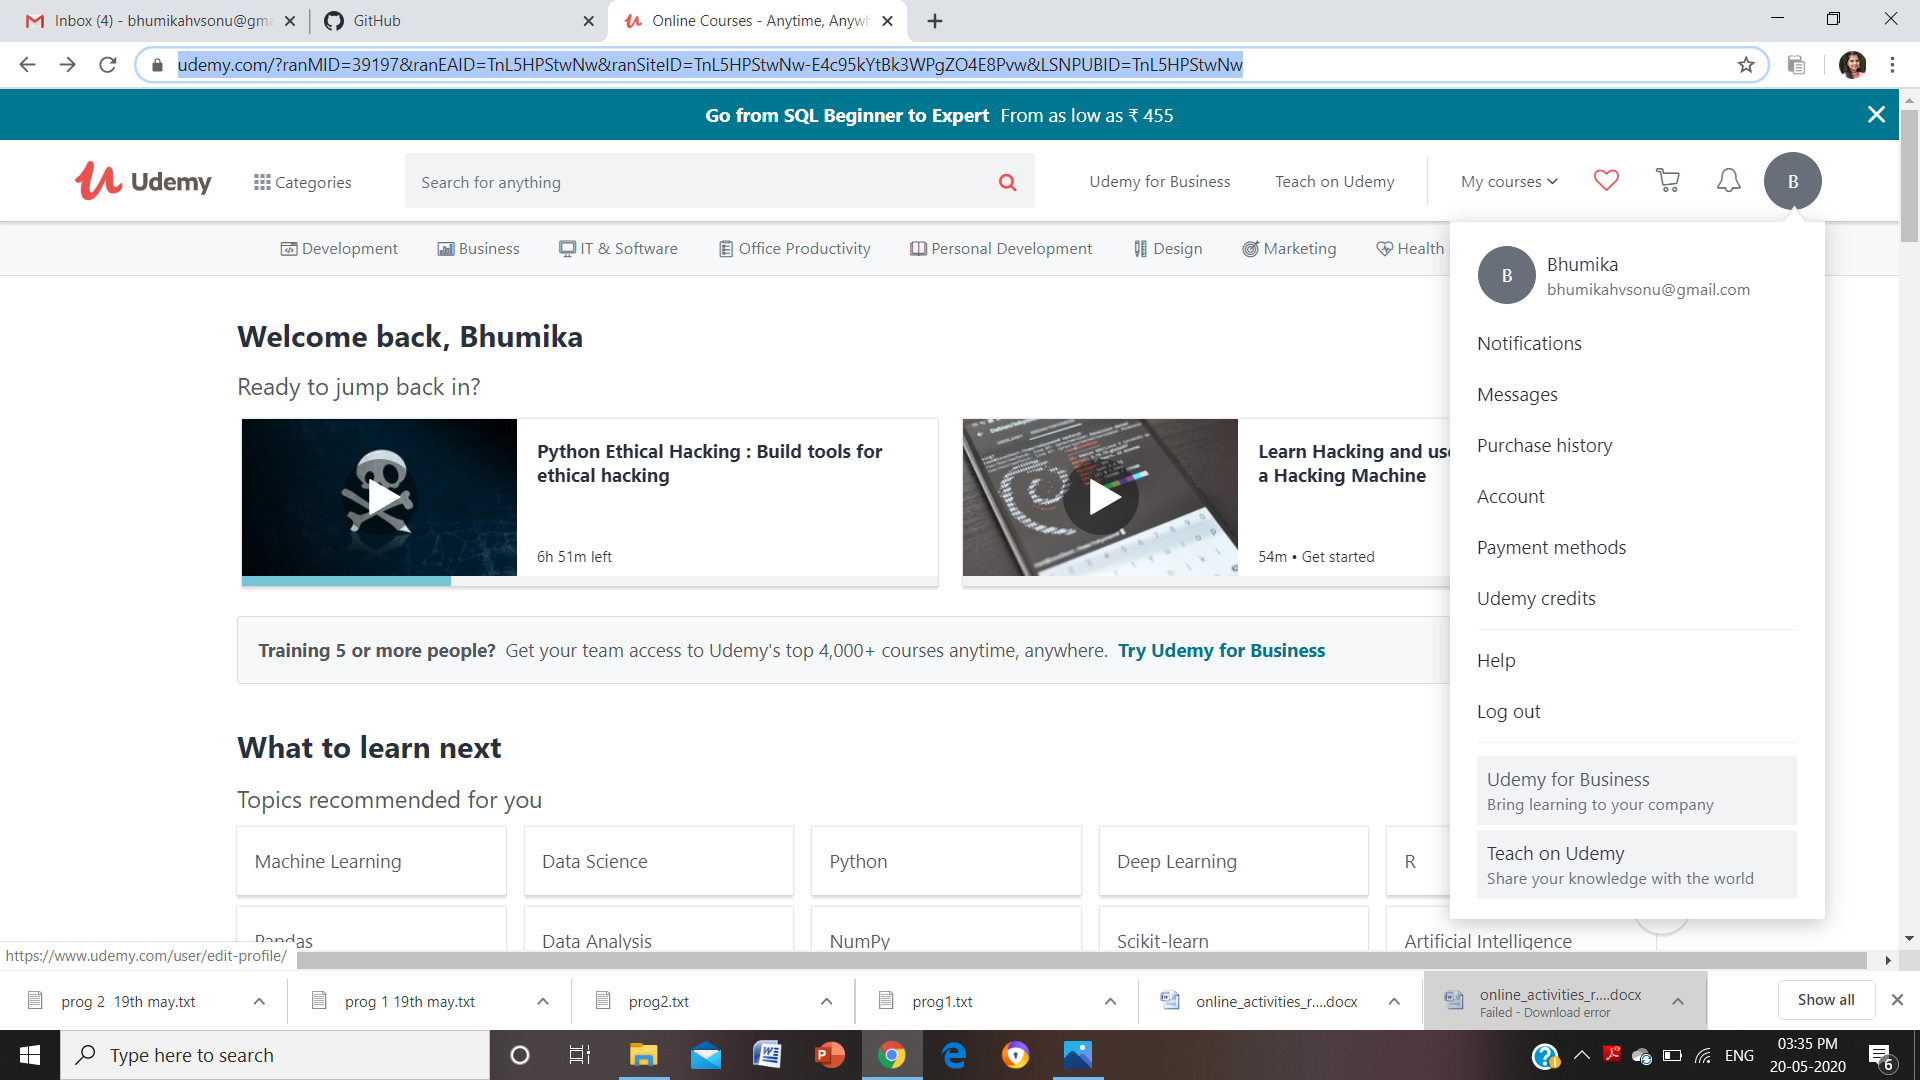 Inbox (4) - bhumikahvsonu@gma
GitHub
Online Courses - Anytime, Anywh
udemy.com/?ranMID=39197&ranEAID=TnL5HPStwNw&ranSiteID=TnL5HPStwNw-E4c95kYtBk3WPgZO4E8Pvw&LSNPUBID=TnL5HPStwNw
Go from SQL Beginner to Expert From as low as ₹ 455
Udemy
Categories
Search for anything
Udemy for Business
Teach on Udemy
My courses
B
Development
Business
IT & Software
Office Productivity
Personal Development
Design
Marketing
Health
B
Bhumika
bhumikahvsonu@gmail.com
Notifications
Messages
Purchase history
Account
Payment methods
Udemy credits
Help
Log out
Udemy for Business
Bring learning to your company
Teach on Udemy
Share your knowledge with the world
Welcome back, Bhumika
Ready to jump back in?
Python Ethical Hacking : Build tools for
ethical hacking
6h 51m left
Learn Hacking and use
a Hacking Machine
54m • Get started
Training 5 or more people? Get your team access to Udemy's top 4,000+ courses anytime, anywhere. Try Udemy for Business
What to learn next
Topics recommended for you
Machine Learning
Data Science
Python
Deep Learning
R
Pandas
Data Analysis
NumPy
Scikit-learn
Artificial Intelligence
https://www.udemy.com/user/edit-profile/
prog 2 19th may.txt
prog 1 19th may.txt
prog2.txt
prog1.txt
online_activities_r....docx
online_activities_r....docx
Failed - Download error
Show all
Type here to search
ENG
03:35 PM
20-05-2020
6